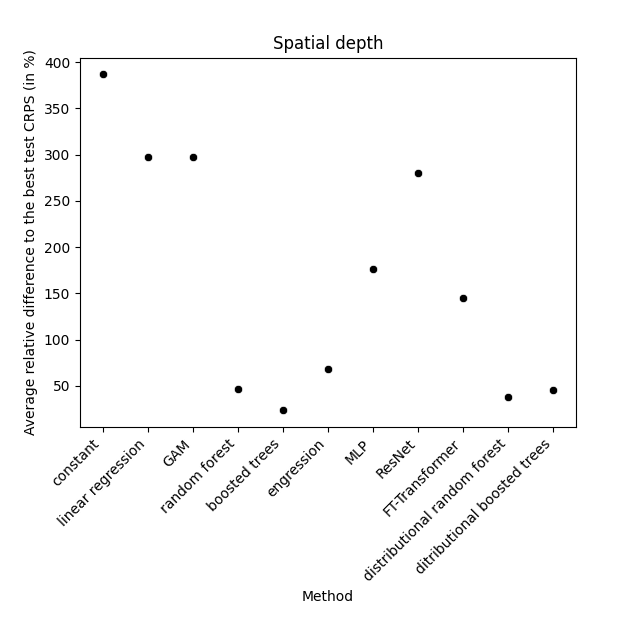 Spatial depth
Average relative difference to the best test CRPS (in %)
400
350
300
250
200
150
100
50
constant
linear regression
GAM
random forest
boosted trees
engression
MLP
ResNet
FT-Transformer
distributional random forest
ditributional boosted trees
Method